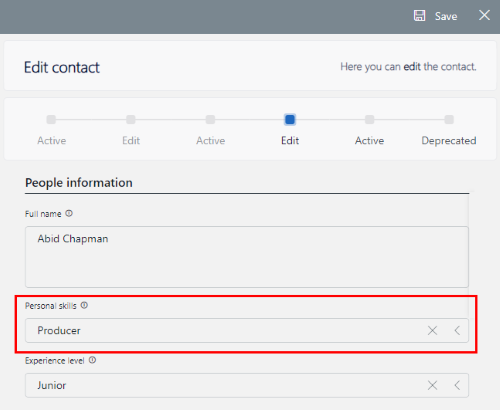 Save
Edit contact
Here you can edit the contact.
Active Edit Active Edit Active Deprecated
People information
Full name
Abid Chapman
Personal skills
Producer
Experience level
Junior